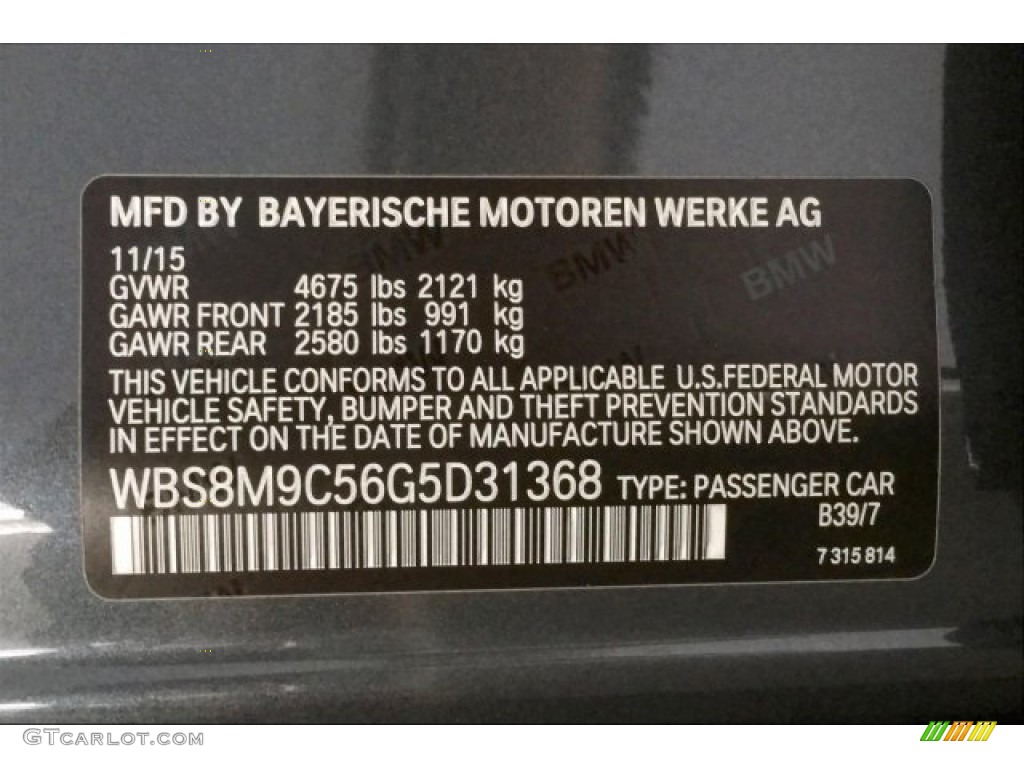 MFD BY BAYERISCHE MOTOREN WERKE AG
BMW BMW BMW
11/15
GVWR 4675 lbs 2121 kg
GAWR FRONT 2185 lbs 991 kg
GAWR REAR 2580 lbs 1170 kg
THIS VEHICLE CONFORMS TO ALL APPLICABLE U.S.FEDERAL MOTOR
VEHICLE SAFETY, BUMPER AND THEFT PREVENTION STANDARDS
IN EFFECT ON THE DATE OF MANUFACTURE SHOWN ABOVE.
WBS8M9C56G5D31368 TYPE: PASSENGER CAR
B39/7
7 315 814
GTCarLot.com